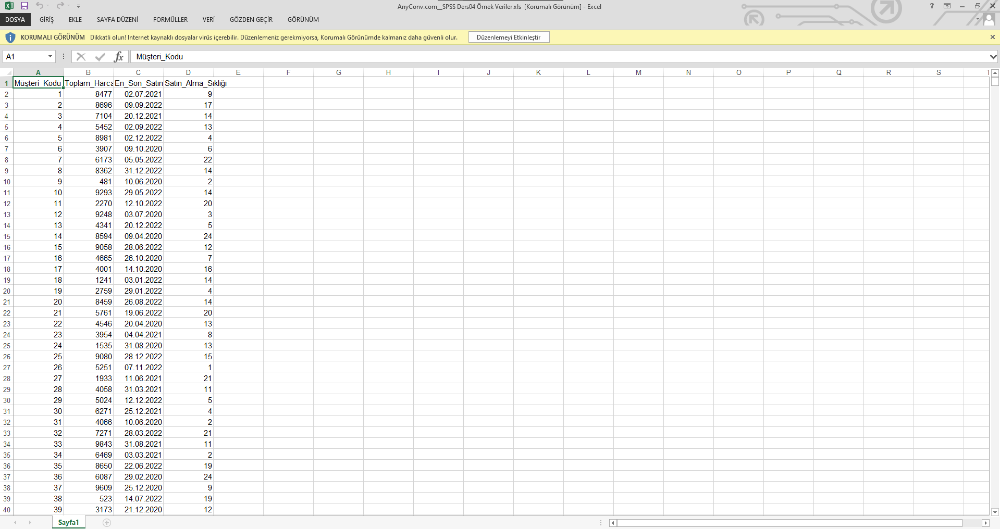 AnyConv.com__SPSS Ders04 Örnek Veriler.xls [Korumalı Görünüm] - Excel
?
DOSYA GİRİŞ EKLE SAYFA DÜZENİ FORMÜLLER VERİ GÖZDEN GEÇİR GÖRÜNÜM
KORUMALI GÖRÜNÜM Dikkatli olun! Internet kaynaklı dosyalar virüs içerebilir. Düzenlemeniz gerekmiyorsa, Korumalı Görünümde kalmanız daha güvenli olur. Düzenlemeyi Etkinleştir
A1 fx Müşteri_Kodu
A B C D E F G H I J K L M N O P Q R S
1 Müşteri_Kodu Toplam_Harca En_Son_Satın Satın_Alma_Sıklığı
2 1 8477 02.07.2021 9
3 2 8696 09.09.2022 17
4 3 7104 20.12.2021 14
5 4 5452 02.09.2022 13
6 5 8981 02.12.2022 4
7 6 3907 09.10.2020 6
8 7 6173 05.05.2022 22
9 8 8362 31.12.2022 14
10 9 481 10.06.2020 2
11 10 9293 29.05.2022 14
12 11 2270 12.10.2022 20
13 12 9248 03.07.2020 3
14 13 4341 20.12.2022 5
15 14 8594 09.04.2020 24
16 15 9058 28.06.2022 12
17 16 4665 26.10.2020 7
18 17 4001 14.10.2020 16
19 18 1241 03.01.2022 14
20 19 2759 29.01.2022 4
21 20 8459 26.08.2022 14
22 21 5761 19.06.2022 20
23 22 4546 20.04.2020 13
24 23 3954 04.04.2021 8
25 24 1535 31.08.2020 13
26 25 9080 28.12.2022 15
27 26 5251 07.11.2022 1
28 27 1933 11.06.2021 21
29 28 4058 31.03.2021 11
30 29 5024 12.12.2022 5
31 30 6271 25.12.2021 4
32 31 4066 10.06.2020 2
33 32 7271 28.03.2022 21
34 33 9843 31.08.2021 11
35 34 6469 03.03.2021 2
36 35 8650 22.06.2022 19
37 36 6087 29.02.2020 24
38 37 9609 25.12.2020 9
39 38 523 14.07.2022 19
40 39 3173 21.12.2020 12
Sayfa1